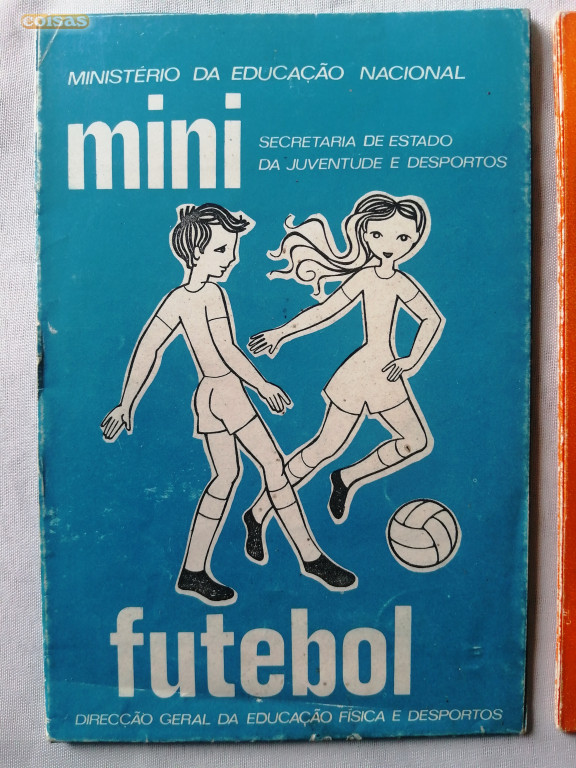 coisas
MINISTÉRIO DA EDUCAÇÃO NACIONAL
mini
SECRETARIA DE ESTADO
DA JUVENTUDE E DESPORTOS
futebol
DIRECÇÃO GERAL DA EDUCAÇÃO FÍSICA E DESPORTOS